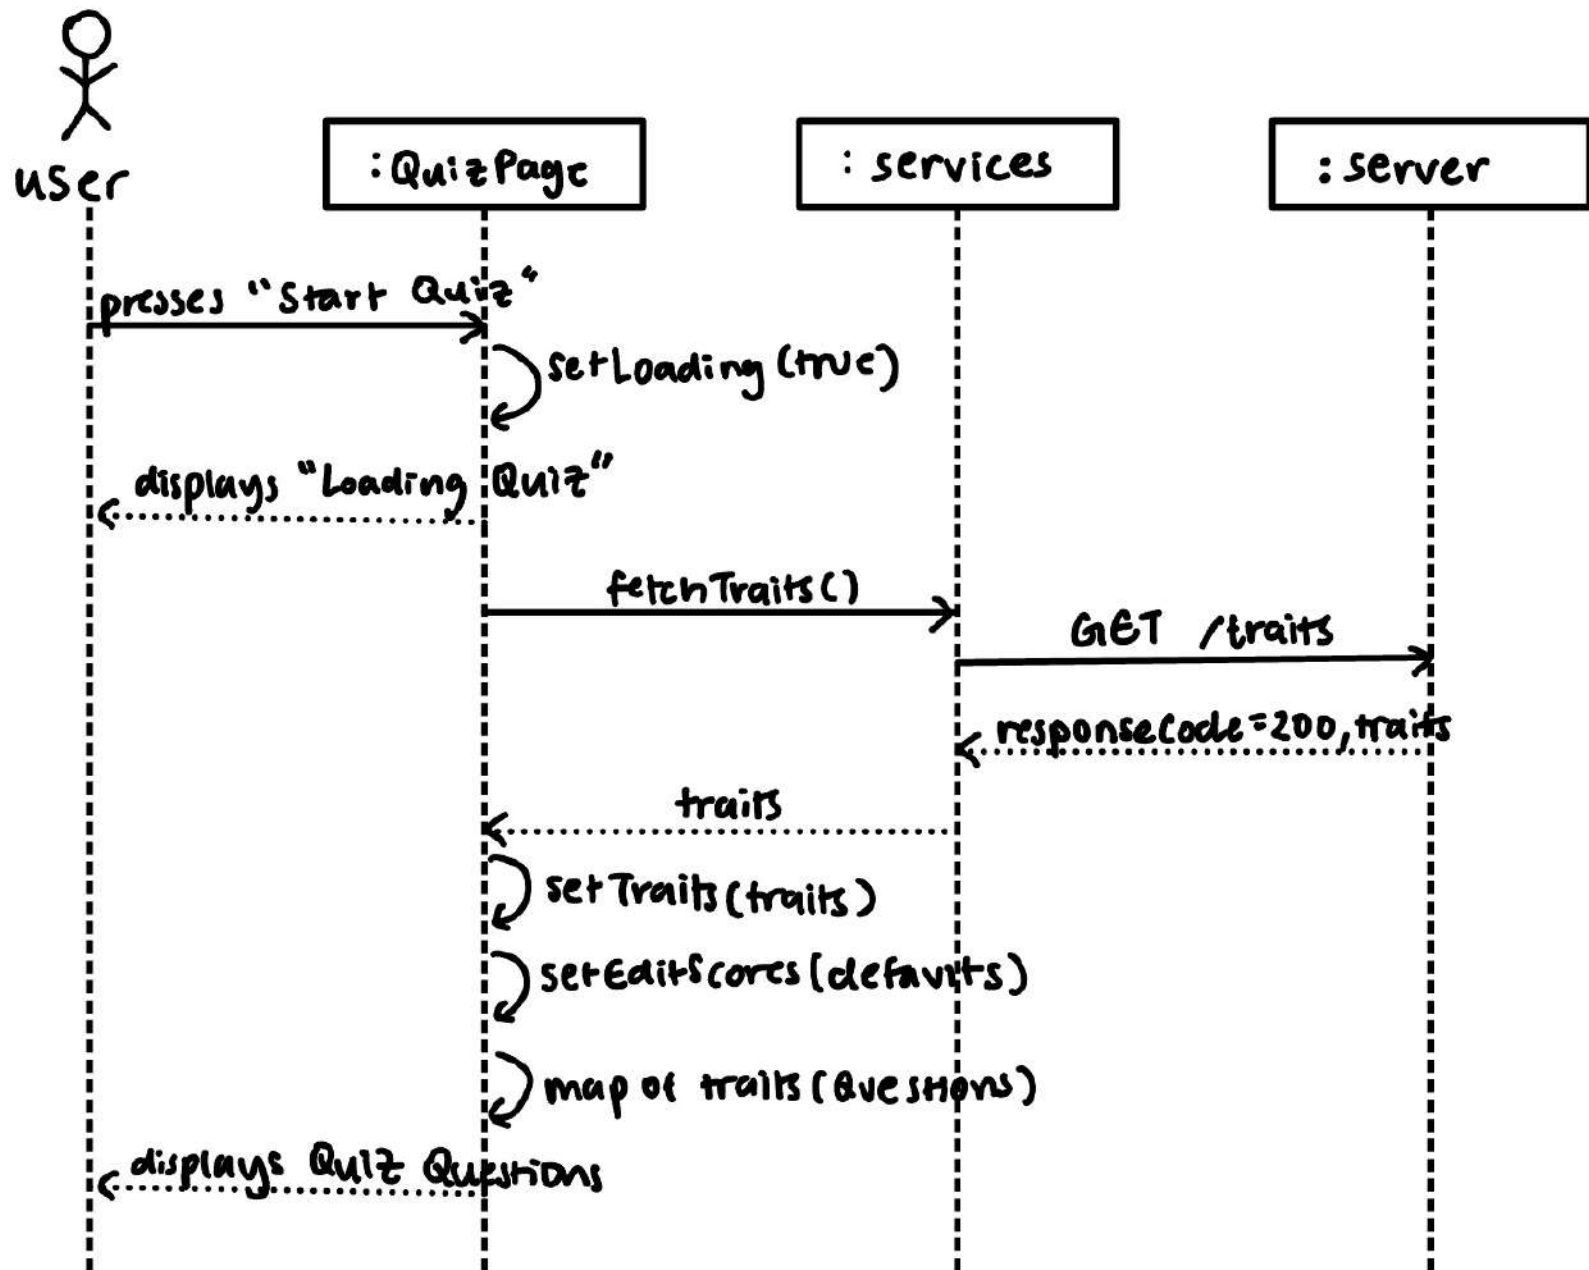 user
:QuizPage
: services
: server
presses "Start Quiz"
setLoading (true)
displays "Loading Quiz"
fetchTraits()
GET /traits
responseCode=200, traits
traits
setTraits(traits)
setEditScores(defaults)
map of traits (Questions)
displays Quiz Questions